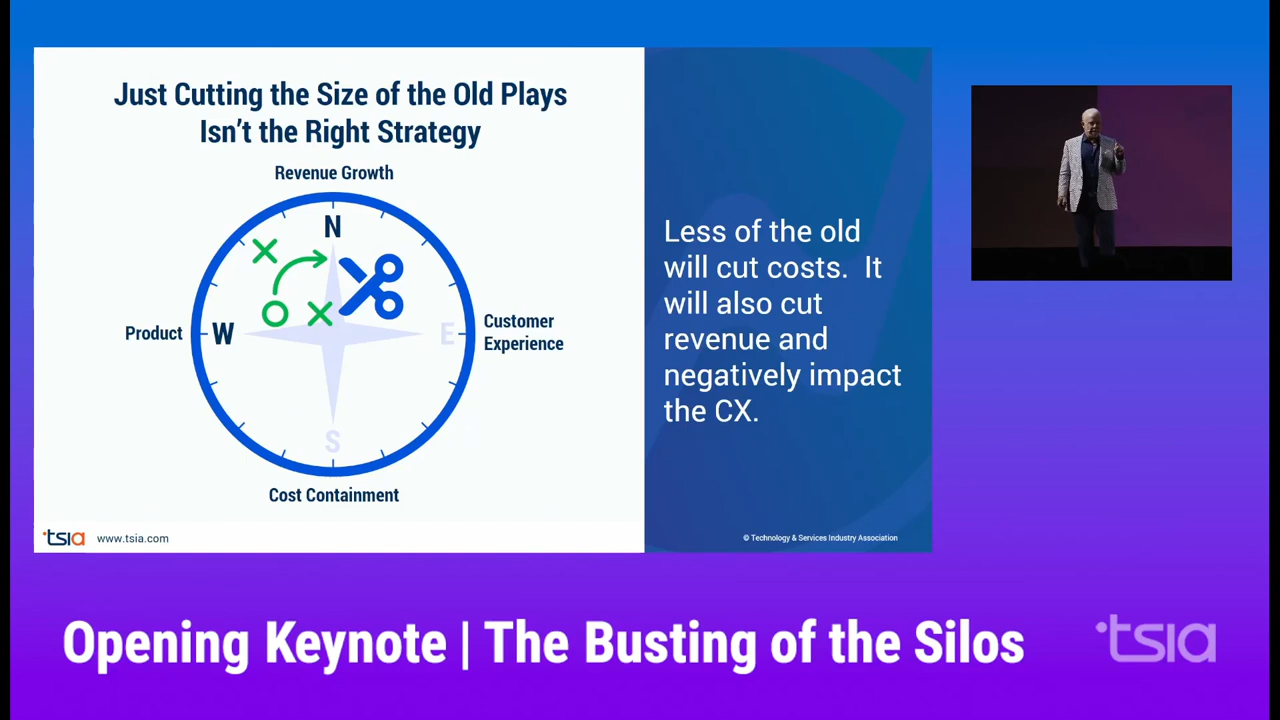 Just Cutting the Size of the Old Plays
Isn't the Right Strategy
Revenue Growth
N
Product
W
E
Customer
Experience
S
Cost Containment
tsia
www.tsia.com
Less of the old
will cut costs. It
will also cut
revenue and
negatively impact
the CX.
© Technology & Services Industry Association
Opening Keynote | The Busting of the Silos
tsia